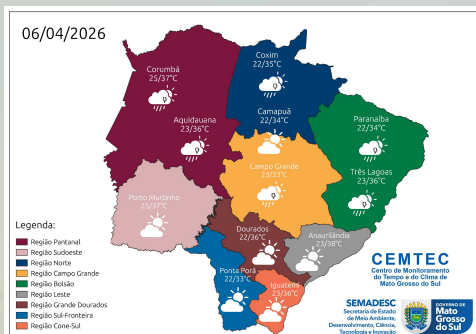 06/04/2026
Corumbá
25/37°C
Coxim
22/35°C
Aquidauana
23/36°C
Camapuã
22/34°C
Paranaíba
22/34°C
Campo Grande
23/33°C
Três Lagoas
23/36°C
Porto Murtinho
25/37°C
Dourados
22/36°C
Anaurilândia
23/38°C
Ponta Porã
22/33°C
Iguatemi
23/36°C
Legenda:
Região Pantanal
Região Sudoeste
Região Norte
Região Campo Grande
Região Bolsão
Região Leste
Região Grande Dourados
Região Sul-Fronteira
Região Cone-Sul
CEMTEC
Centro de Monitoramento
do Tempo e do Clima de
Mato Grosso do Sul
SEMADESC
Secretaria de Estado
de Meio Ambiente,
Desenvolvimento, Ciência,
Tecnologia e Inovação
GOVERNO DE
Mato
Grosso
do Sul